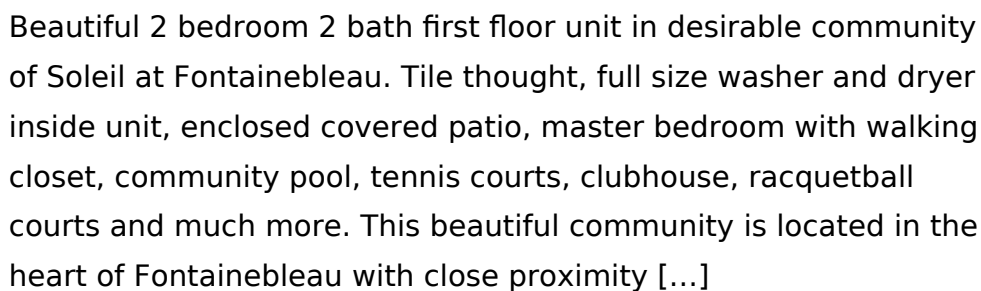 Beautiful 2 bedroom 2 bath first floor unit in desirable community
of Soleil at Fontainebleau. Tile thought, full size washer and dryer
inside unit, enclosed covered patio, master bedroom with walking
closet, community pool, tennis courts, clubhouse, racquetball
courts and much more. This beautiful community is located in the
heart of Fontainebleau with close proximity [...]